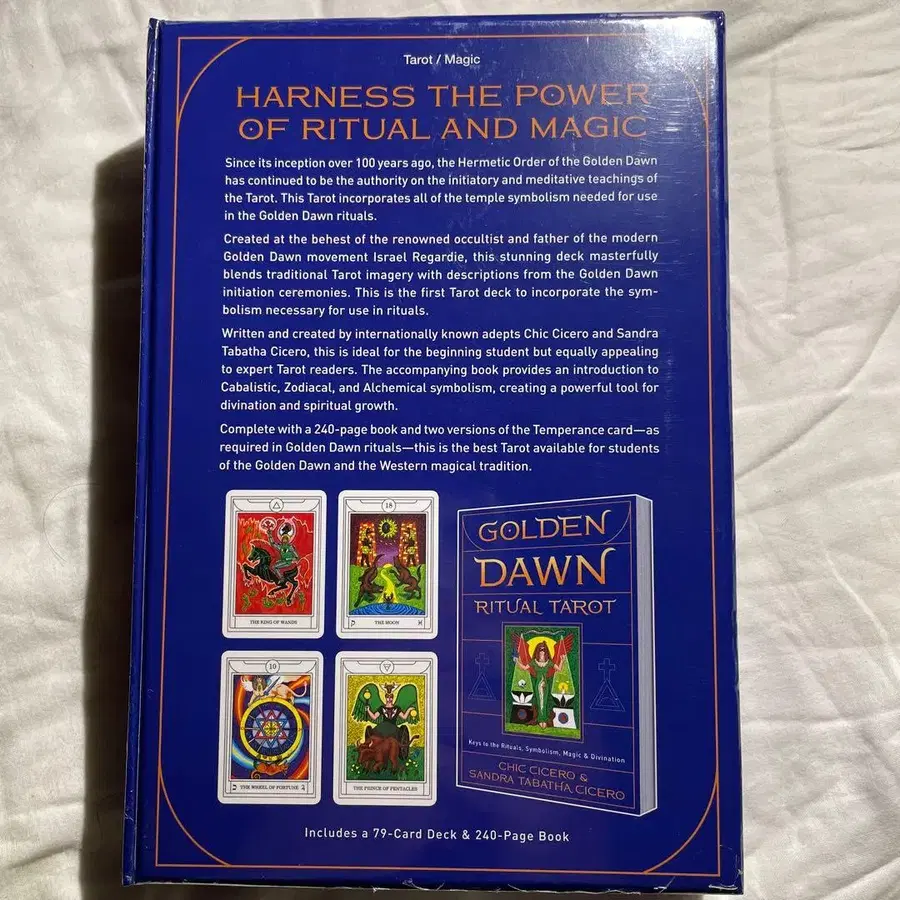 Tarot / Magic
HARNESS THE POWER
OF RITUAL AND MAGIC
Since its inception over 100 years ago, the Hermetic Order of the Golden Dawn
has continued to be the authority on the initiatory and meditative teachings of
the Tarot. This Tarot incorporates all of the temple symbolism needed for use
in the Golden Dawn rituals.
Created at the behest of the renowned occultist and father of the modern
Golden Dawn movement Israel Regardie, this stunning deck masterfully
blends traditional Tarot imagery with descriptions from the Golden Dawn
initiation ceremonies. This is the first Tarot deck to incorporate the sym-
bolism necessary for use in rituals.
Written and created by internationally known adepts Chic Cicero and Sandra
Tabatha Cicero, this is ideal for the beginning student but equally appealing
to expert Tarot readers. The accompanying book provides an introduction to
Cabalistic, Zodiacal, and Alchemical symbolism, creating a powerful tool for
divination and spiritual growth.
Complete with a 240-page book and two versions of the Temperance card—as
required in Golden Dawn rituals—this is the best Tarot available for students
of the Golden Dawn and the Western magical tradition.
THE KING OF WANDS
18
THE MOON
10
THE WHEEL OF FORTUNE
THE PRINCE OF PENTACLES
GOLDEN
DAWN
RITUAL TAROT
Keys to the Rituals, Symbolism, Magic & Divination
CHIC CICERO &
SANDRA TABATHA CICERO
Includes a 79-Card Deck & 240-Page Book